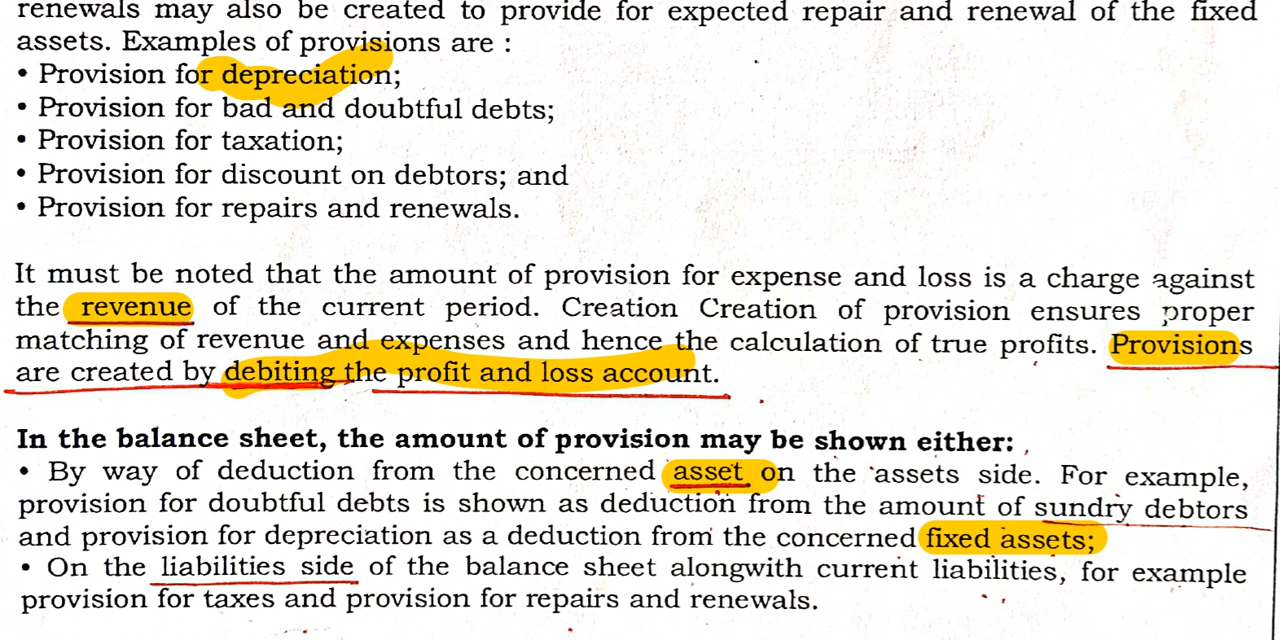 renewals may also be created to provide for expected repair and renewal of the fixed
assets. Examples of provisions are :
• Provision for depreciation;
• Provision for bad and doubtful debts;
• Provision for taxation;
• Provision for discount on debtors; and
• Provision for repairs and renewals.
It must be noted that the amount of provision for expense and loss is a charge against
the revenue of the current period. Creation Creation of provision ensures proper
matching of revenue and expenses and hence the calculation of true profits. Provisions
are created by debiting the profit and loss account.
In the balance sheet, the amount of provision may be shown either:
• By way of deduction from the concerned asset on the assets side. For example,
provision for doubtful debts is shown as deduction from the amount of sundry debtors
and provision for depreciation as a deduction from the concerned fixed assets;
• On the liabilities side of the balance sheet alongwith current liabilities, for example
provision for taxes and provision for repairs and renewals.